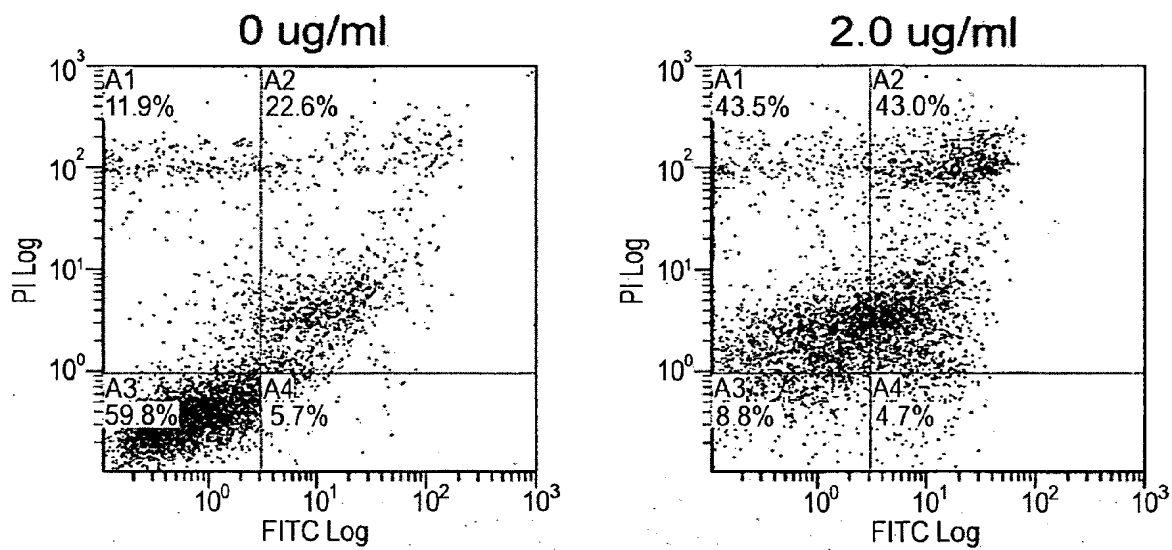 0 ug/ml
10³
A1
11.9%
A2
22.6%
10²
10¹
10⁰
A3
59.8%
A4
5.7%
10⁰ 10¹ 10² 10³
PI Log
FITC Log
2.0 ug/ml
10³
A1
43.5%
A2
43.0%
10²
10¹
10⁰
A3
8.8%
A4
4.7%
10⁰ 10¹ 10² 10³
PI Log
FITC Log